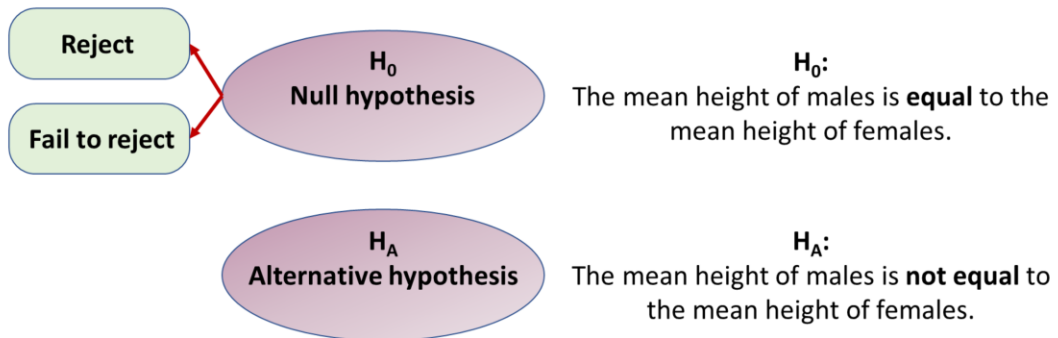 Reject
Fail to reject
H₀
Null hypothesis
H₀:
The mean height of males is equal to the
mean height of females.
Hₐ
Alternative hypothesis
Hₐ:
The mean height of males is not equal to
the mean height of females.